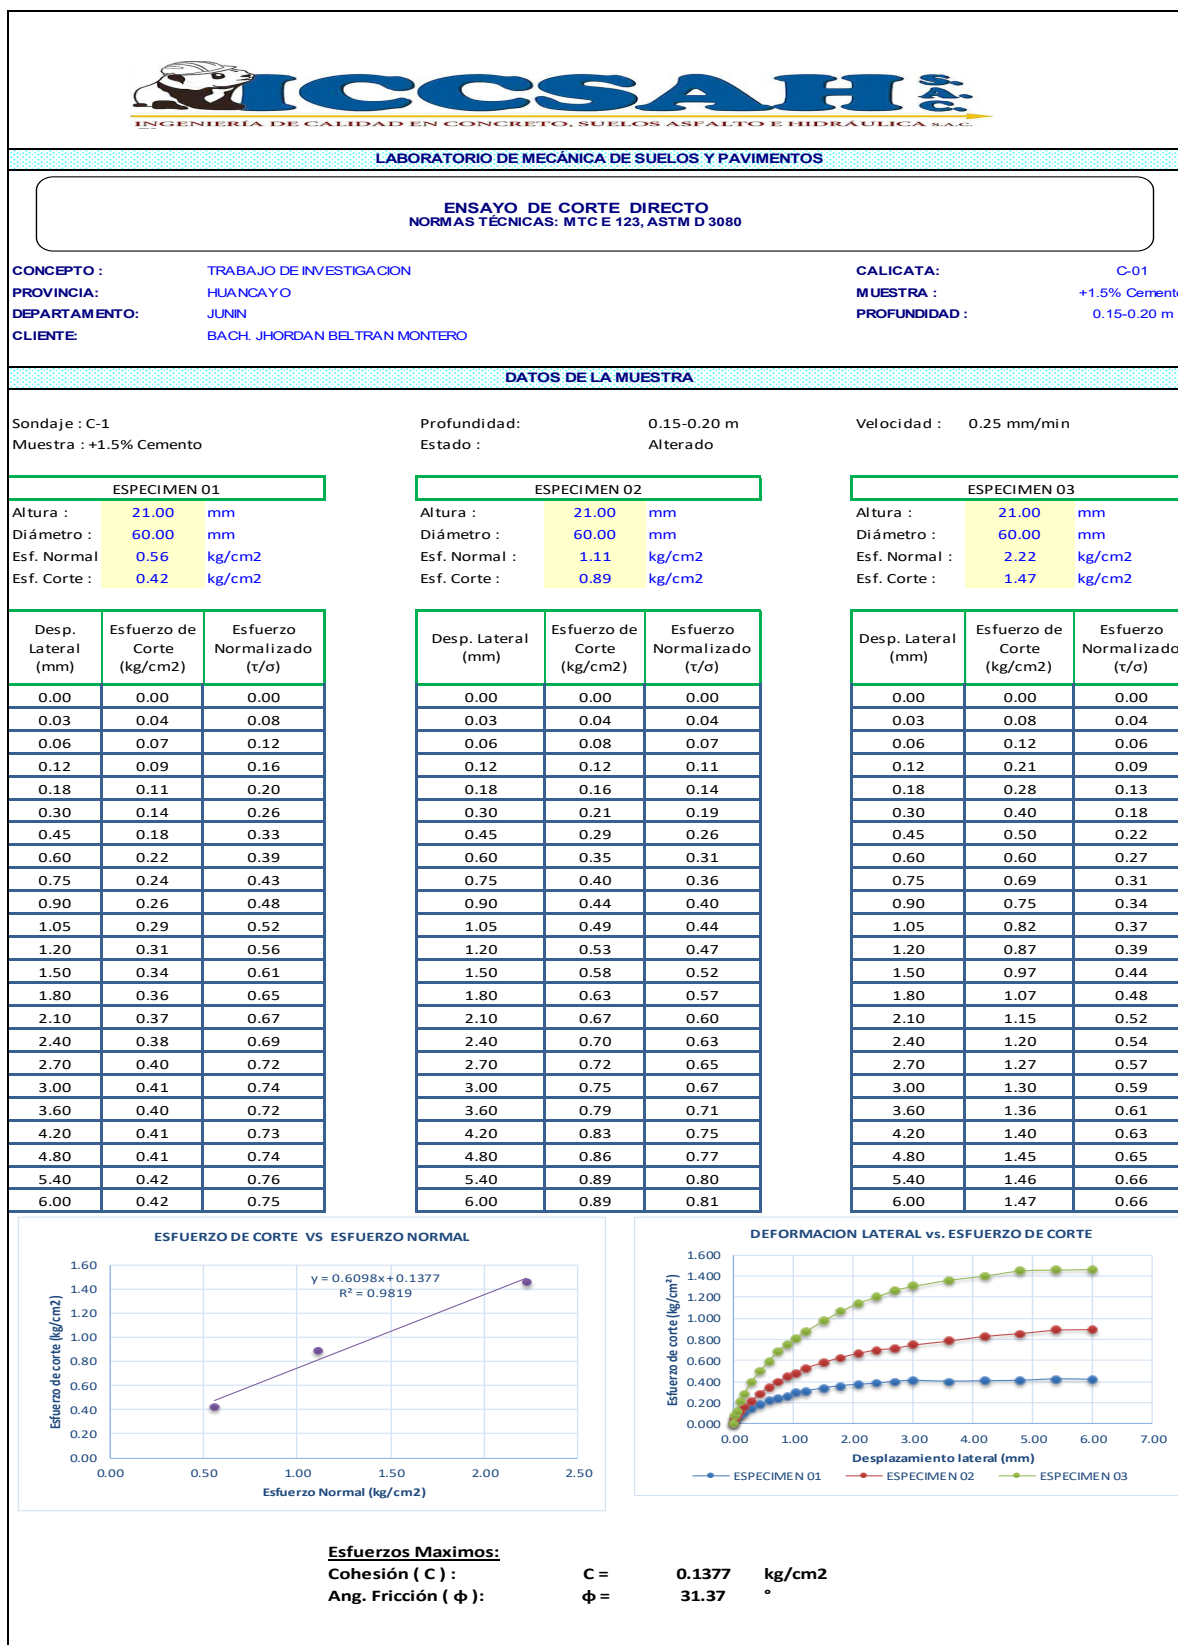 ICCSAH S.A.C.
INGENIERÍA DE CALIDAD EN CONCRETO, SUELOS ASFALTO E HIDRÁULICA S.A.C.
LABORATORIO DE MECÁNICA DE SUELOS Y PAVIMENTOS
ENSAYO DE CORTE DIRECTO
NORMAS TÉCNICAS: MTC E 123, ASTM D 3080
CONCEPTO : TRABAJO DE INVESTIGACION CALICATA: C-01
PROVINCIA: HUANCAYO MUESTRA : +1.5% Cemento
DEPARTAMENTO: JUNIN PROFUNDIDAD : 0.15-0.20 m
CLIENTE: BACH. JHORDAN BELTRAN MONTERO
DATOS DE LA MUESTRA
Sondaje : C-1 Profundidad: 0.15-0.20 m Velocidad : 0.25 mm/min
Muestra : +1.5% Cemento Estado : Alterado
ESPECIMEN 01 ESPECIMEN 02 ESPECIMEN 03
Altura : 21.00 mm Altura : 21.00 mm Altura : 21.00 mm
Diámetro : 60.00 mm Diámetro : 60.00 mm Diámetro : 60.00 mm
Esf. Normal 0.56 kg/cm2 Esf. Normal : 1.11 kg/cm2 Esf. Normal : 2.22 kg/cm2
Esf. Corte : 0.42 kg/cm2 Esf. Corte : 0.89 kg/cm2 Esf. Corte : 1.47 kg/cm2
Desp. Lateral (mm) Esfuerzo de Corte (kg/cm2) Esfuerzo Normalizado (τ/σ) Desp. Lateral (mm) Esfuerzo de Corte (kg/cm2) Esfuerzo Normalizado (τ/σ) Desp. Lateral (mm) Esfuerzo de Corte (kg/cm2) Esfuerzo Normalizado (τ/σ)
0.00 0.00 0.00 0.00 0.00 0.00 0.00 0.00 0.00
0.03 0.04 0.08 0.03 0.04 0.04 0.03 0.08 0.04
0.06 0.07 0.12 0.06 0.08 0.07 0.06 0.12 0.06
0.12 0.09 0.16 0.12 0.12 0.11 0.12 0.21 0.09
0.18 0.11 0.20 0.18 0.16 0.14 0.18 0.28 0.13
0.30 0.14 0.26 0.30 0.21 0.19 0.30 0.40 0.18
0.45 0.18 0.33 0.45 0.29 0.26 0.45 0.50 0.22
0.60 0.22 0.39 0.60 0.35 0.31 0.60 0.60 0.27
0.75 0.24 0.43 0.75 0.40 0.36 0.75 0.69 0.31
0.90 0.26 0.48 0.90 0.44 0.40 0.90 0.75 0.34
1.05 0.29 0.52 1.05 0.49 0.44 1.05 0.82 0.37
1.20 0.31 0.56 1.20 0.53 0.47 1.20 0.87 0.39
1.50 0.34 0.61 1.50 0.58 0.52 1.50 0.97 0.44
1.80 0.36 0.65 1.80 0.63 0.57 1.80 1.07 0.48
2.10 0.37 0.67 2.10 0.67 0.60 2.10 1.15 0.52
2.40 0.38 0.69 2.40 0.70 0.63 2.40 1.20 0.54
2.70 0.40 0.72 2.70 0.72 0.65 2.70 1.27 0.57
3.00 0.41 0.74 3.00 0.75 0.67 3.00 1.30 0.59
3.60 0.40 0.72 3.60 0.79 0.71 3.60 1.36 0.61
4.20 0.41 0.73 4.20 0.83 0.75 4.20 1.40 0.63
4.80 0.41 0.74 4.80 0.86 0.77 4.80 1.45 0.65
5.40 0.42 0.76 5.40 0.89 0.80 5.40 1.46 0.66
6.00 0.42 0.75 6.00 0.89 0.81 6.00 1.47 0.66
ESFUERZO DE CORTE VS ESFUERZO NORMAL
y = 0.6098x + 0.1377
R² = 0.9819
Esfuerzo de corte (kg/cm2)
1.60
1.40
1.20
1.00
0.80
0.60
0.40
0.20
0.00
0.00 0.50 1.00 1.50 2.00 2.50
Esfuerzo Normal (kg/cm2)
DEFORMACION LATERAL vs. ESFUERZO DE CORTE
Esfuerzo de corte (kg/cm²)
1.600
1.400
1.200
1.000
0.800
0.600
0.400
0.200
0.000
0.00 1.00 2.00 3.00 4.00 5.00 6.00 7.00
Desplazamiento lateral (mm)
ESPECIMEN 01 ESPECIMEN 02 ESPECIMEN 03
Esfuerzos Maximos:
Cohesión ( C ) : C = 0.1377 kg/cm2
Ang. Fricción ( ϕ ): ϕ = 31.37 °